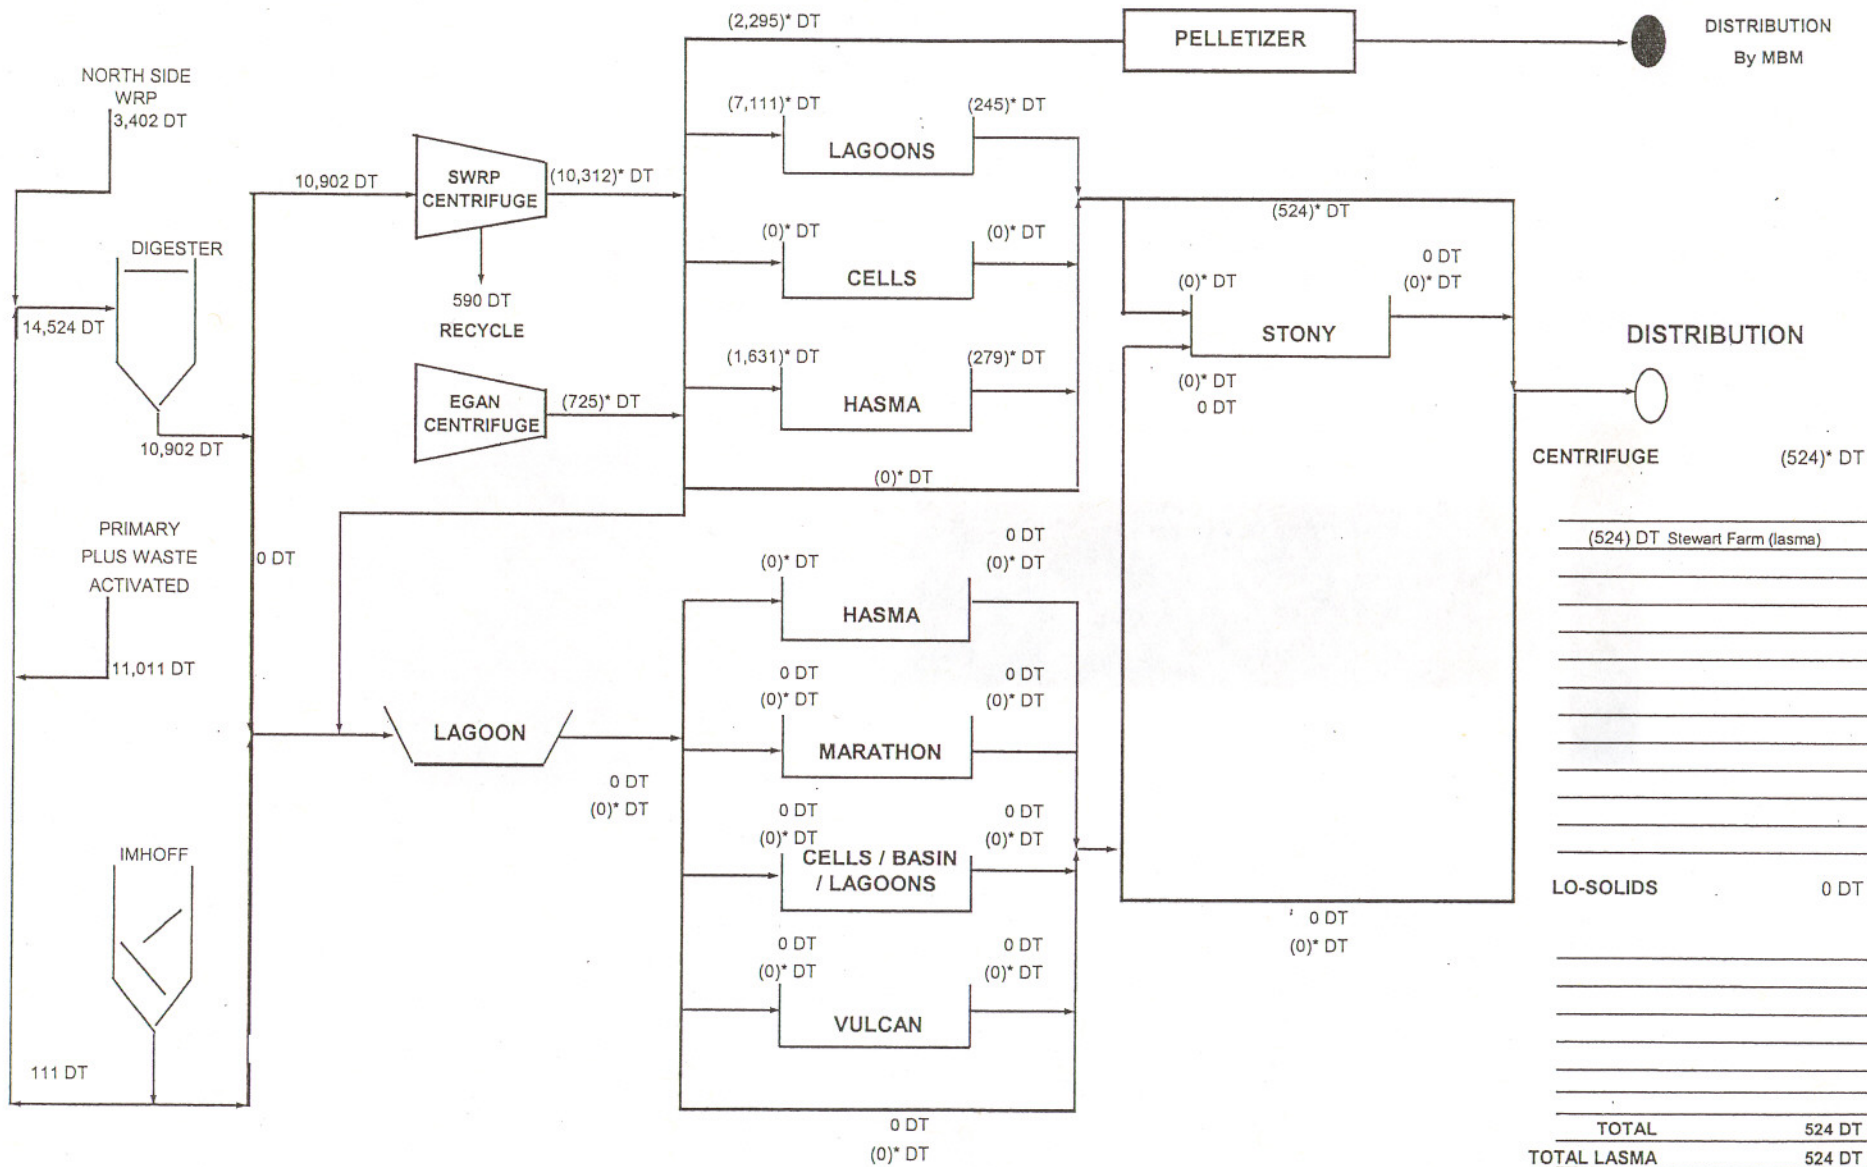 (2,295)* DT
PELLETIZER
DISTRIBUTION
By MBM
NORTH SIDE
WRP
3,402 DT
(7,111)* DT
(245)* DT
LAGOONS
10,902 DT
SWRP
CENTRIFUGE
(10,312)* DT
590 DT
RECYCLE
(524)* DT
DIGESTER
14,524 DT
10,902 DT
(0)* DT
(0)* DT
CELLS
0 DT
(0)* DT
(0)* DT
STONY
(0)* DT
0 DT
DISTRIBUTION
(1,631)* DT
(279)* DT
HASMA
EGAN
CENTRIFUGE
(725)* DT
(0)* DT
CENTRIFUGE
(524)* DT
(524) DT Stewart Farm (lasma)
PRIMARY
PLUS WASTE
ACTIVATED
11,011 DT
0 DT
0 DT
(0)* DT
(0)* DT
HASMA
LAGOON
0 DT
(0)* DT
0 DT
0 DT
(0)* DT
(0)* DT
MARATHON
0 DT
0 DT
(0)* DT
(0)* DT
CELLS / BASIN
/ LAGOONS
IMHOFF
111 DT
0 DT
0 DT
(0)* DT
(0)* DT
VULCAN
0 DT
(0)* DT
0 DT
(0)* DT
LO-SOLIDS
0 DT
TOTAL
524 DT
TOTAL LASMA
524 DT